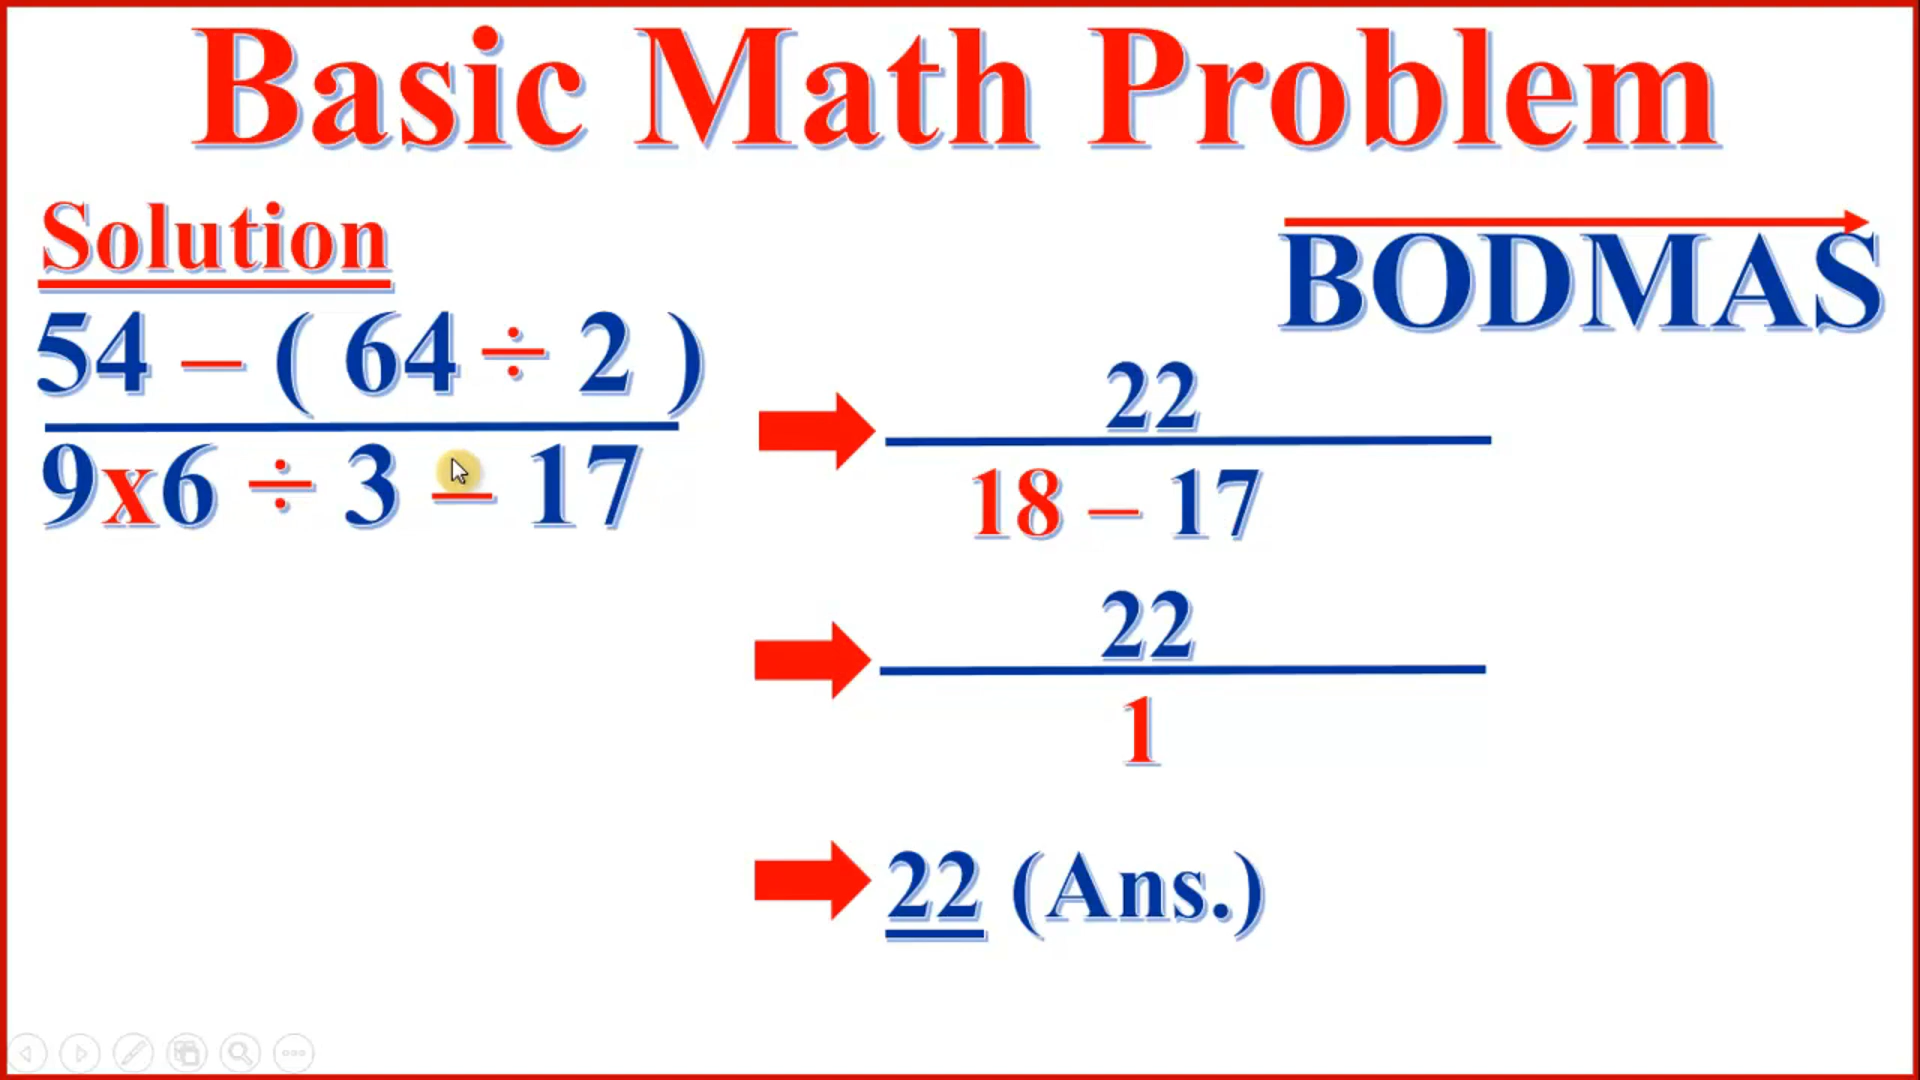 Basic Math Problem
Solution
BODMAS
54 – ( 64 ÷ 2 )
9x6 ÷ 3 – 17
22
18 – 17
22
1
22 (Ans.)